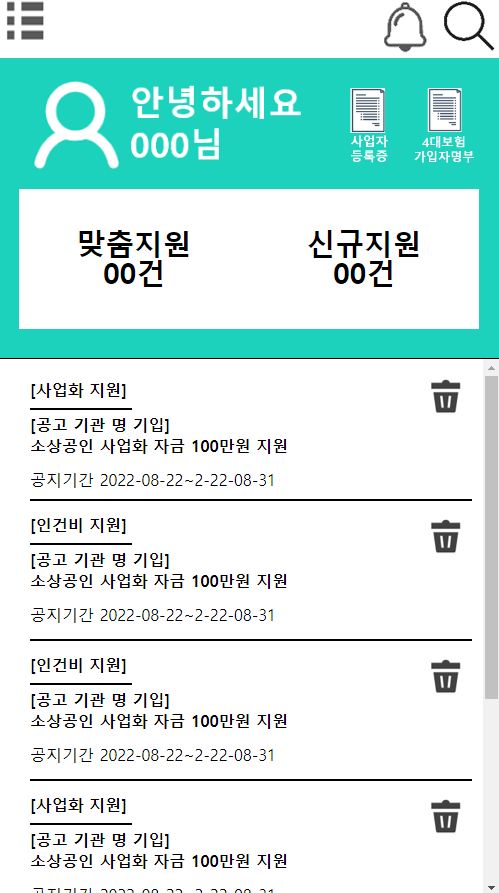 안녕하세요
000님
사업자
등록증
4대보험
가입자명부
맞춤지원
00건
신규지원
00건
[사업화 지원]
[공고 기관 명 기입]
소상공인 사업화 자금 100만원 지원
공지기간 2022-08-22~2-22-08-31
[인건비 지원]
[공고 기관 명 기입]
소상공인 사업화 자금 100만원 지원
공지기간 2022-08-22~2-22-08-31
[인건비 지원]
[공고 기관 명 기입]
소상공인 사업화 자금 100만원 지원
공지기간 2022-08-22~2-22-08-31
[사업화 지원]
[공고 기관 명 기입]
소상공인 사업화 자금 100만원 지원